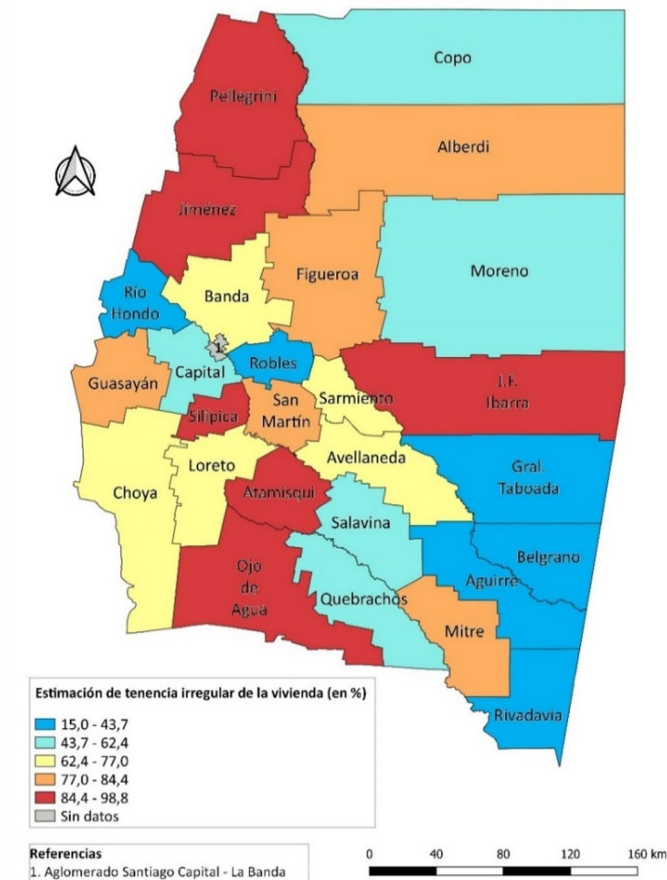 Copo
Pellegrini
Alberdi
Jiménez
Moreno
Figueroa
Banda
Río
Hondo
1
Robles
Capital
Guasayán
J.F.
Ibarra
Sarmiento
San
Martín
Silípica
Avellaneda
Loreto
Gral.
Taboada
Choya
Atamisqui
Salavina
Belgrano
Aguirre
Ojo
de
Agua
Quebrachos
Mitre
Rivadavia
Estimación de tenencia irregular de la vivienda (en %)
15,0 - 43,7
43,7 - 62,4
62,4 - 77,0
77,0 - 84,4
84,4 - 98,8
Sin datos
Referencias
1. Aglomerado Santiago Capital - La Banda
0 40 80 120 160 km